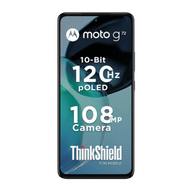 moto g72
10-Bit
120Hz
pOLED
108MP
Camera
ThinkShield
FOR MOBILE